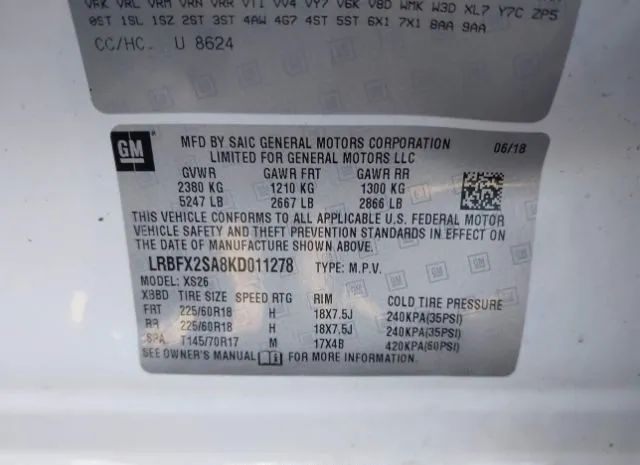 VRK VRL VRM VRN VRR VTI VV4 VY7 V6K V8D WMK W3D XL7 Y7C ZP5
0ST 1SL 1SZ 2ST 3ST 4AW 4G7 4ST 5ST 6X1 7X1 8AA 9AA
CC/HC. U 8624
GM
MFD BY SAIC GENERAL MOTORS CORPORATION 06/18
LIMITED FOR GENERAL MOTORS LLC
GVWR GAWR FRT GAWR RR
2380 KG 1210 KG 1300 KG
5247 LB 2667 LB 2866 LB
THIS VEHICLE CONFORMS TO ALL APPLICABLE U.S. FEDERAL MOTOR
VEHICLE SAFETY AND THEFT PREVENTION STANDARDS IN EFFECT ON
THE DATE OF MANUFACTURE SHOWN ABOVE.
LRBFX2SA8KD011278 TYPE: M.P.V.
MODEL: XS26
XBBD TIRE SIZE SPEED RTG RIM COLD TIRE PRESSURE
FRT 225/60R18 H 18X7.5J 240KPA(35PSI)
RR 225/60R18 H 18X7.5J 240KPA(35PSI)
SPA T145/70R17 M 17X4B 420KPA(60PSI)
SEE OWNER'S MANUAL FOR MORE INFORMATION